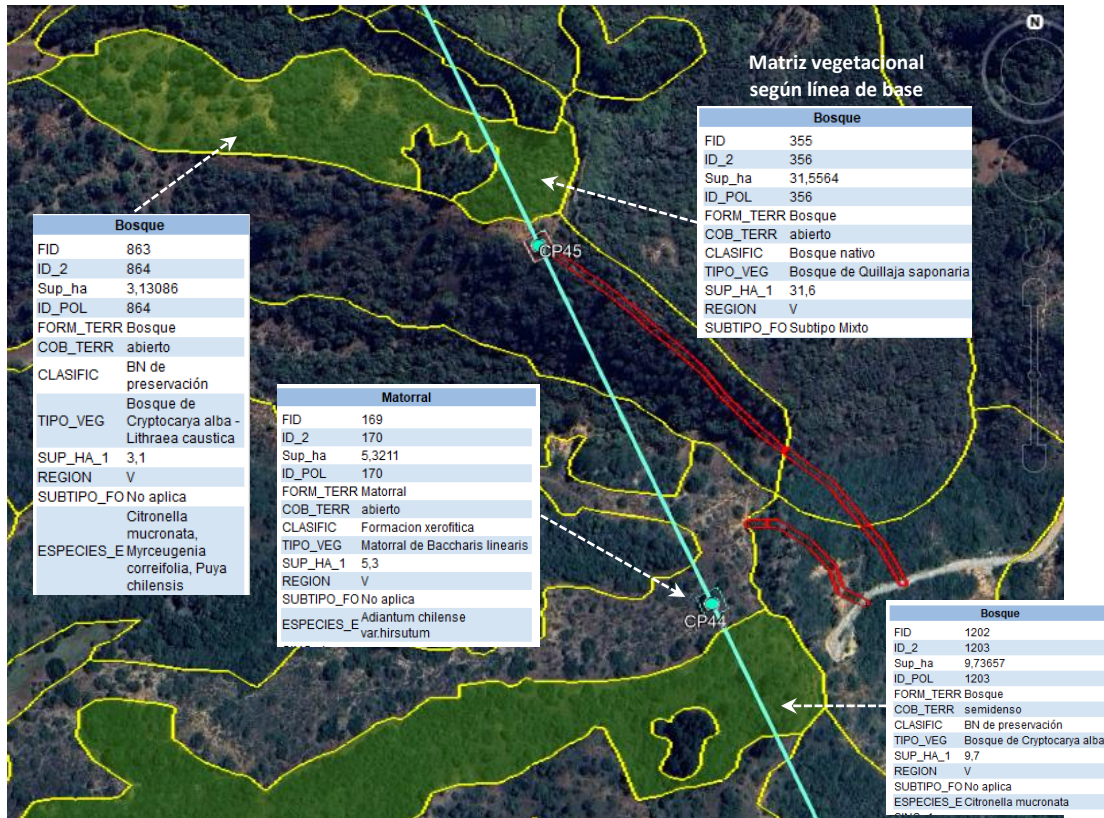 N
Matriz vegetacional
según línea de base
Bosque
FID 355
ID_2 356
Sup_ha 31,5564
ID_POL 356
FORM_TERR Bosque
COB_TERR abierto
CLASIFIC Bosque nativo
TIPO_VEG Bosque de Quillaja saponaria
SUP_HA_1 31,6
REGION V
SUBTIPO_FO Subtipo Mixto
Bosque
FID 863
ID_2 864
Sup_ha 3,13086
ID_POL 864
FORM_TERR Bosque
COB_TERR abierto
CLASIFIC BN de
preservación
TIPO_VEG Bosque de
Cryptocarya alba -
Lithraea caustica
SUP_HA_1 3,1
REGION V
SUBTIPO_FO No aplica
ESPECIES_E Citronella
mucronata,
Myrceugenia
correifolia, Puya
chilensis
CP45
Matorral
FID 169
ID_2 170
Sup_ha 5,3211
ID_POL 170
FORM_TERR Matorral
COB_TERR abierto
CLASIFIC Formacion xerofitica
TIPO_VEG Matorral de Baccharis linearis
SUP_HA_1 5,3
REGION V
SUBTIPO_FO No aplica
ESPECIES_E Adiantum chilense
var.hirsutum
CP44
Bosque
FID 1202
ID_2 1203
Sup_ha 9,73657
ID_POL 1203
FORM_TERR Bosque
COB_TERR semidenso
CLASIFIC BN de preservación
TIPO_VEG Bosque de Cryptocarya alba
SUP_HA_1 9,7
REGION V
SUBTIPO_FO No aplica
ESPECIES_E Citronella mucronata